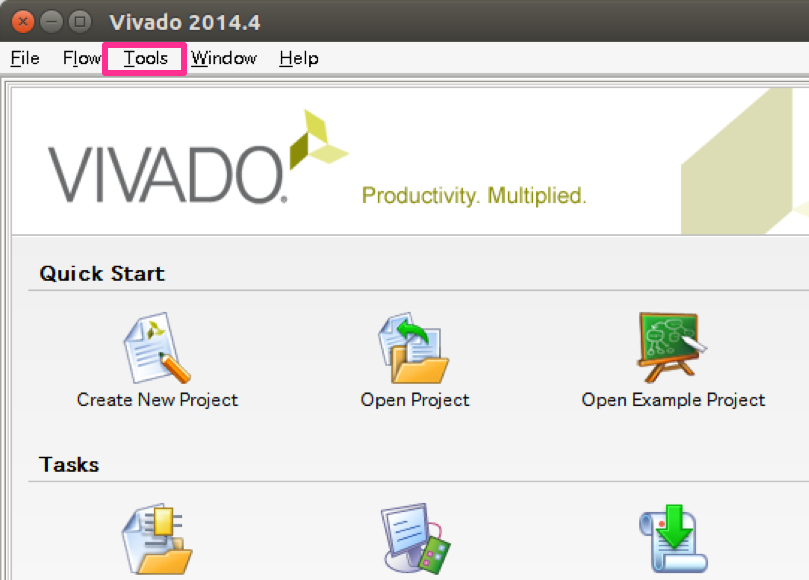 Vivado 2014.4
File Flow Tools Window Help
VIVADO.
Productivity. Multiplied.
Quick Start
Create New Project Open Project Open Example Project
Tasks